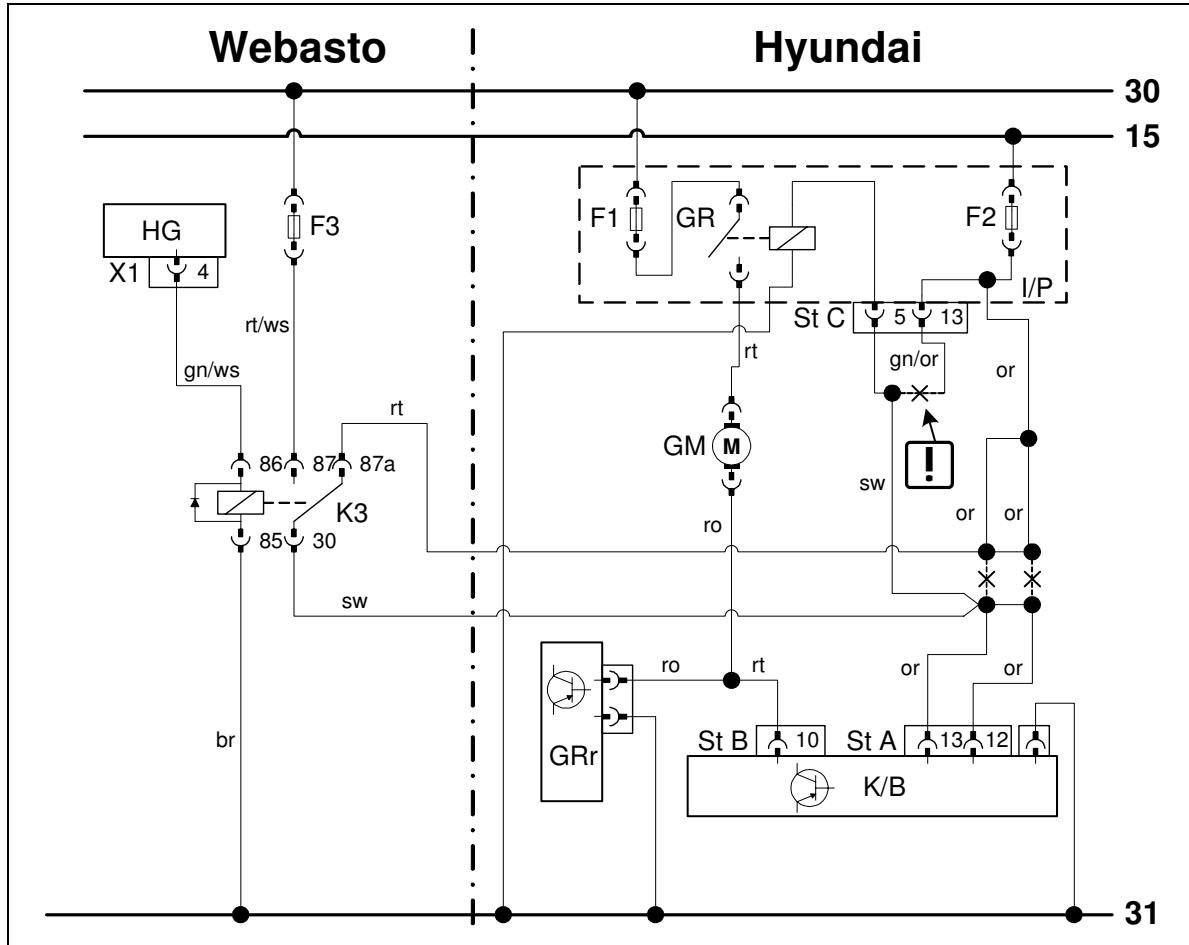 Webasto
Hyundai
30
15
HG
X1
4
F3
F1
GR
F2
I/P
St C
5
13
rt/ws
gn/ws
rt
rt
gn/or
or
GM
M
!
sw
86
87
87a
K3
85
30
ro
or
or
sw
ro
rt
or
or
br
GRr
St B
10
St A
13
12
K/B
31